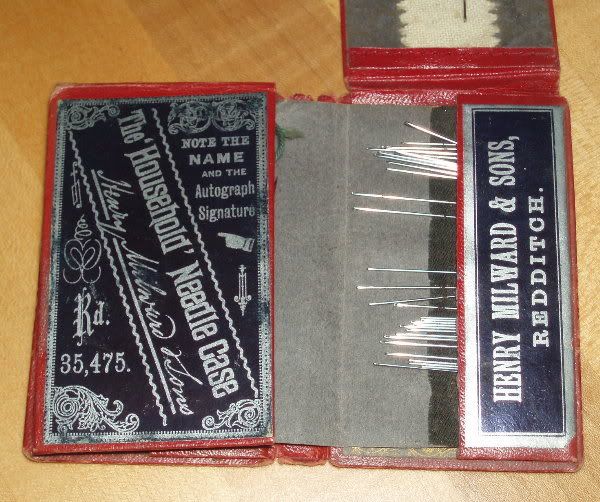 NOTE THE
NAME
AND THE
Autograph
Signature
The 'Household' Needle Case
Henry Milward & Sons
Rd.
35,475.
HENRY MILWARD & SONS,
REDDITCH.